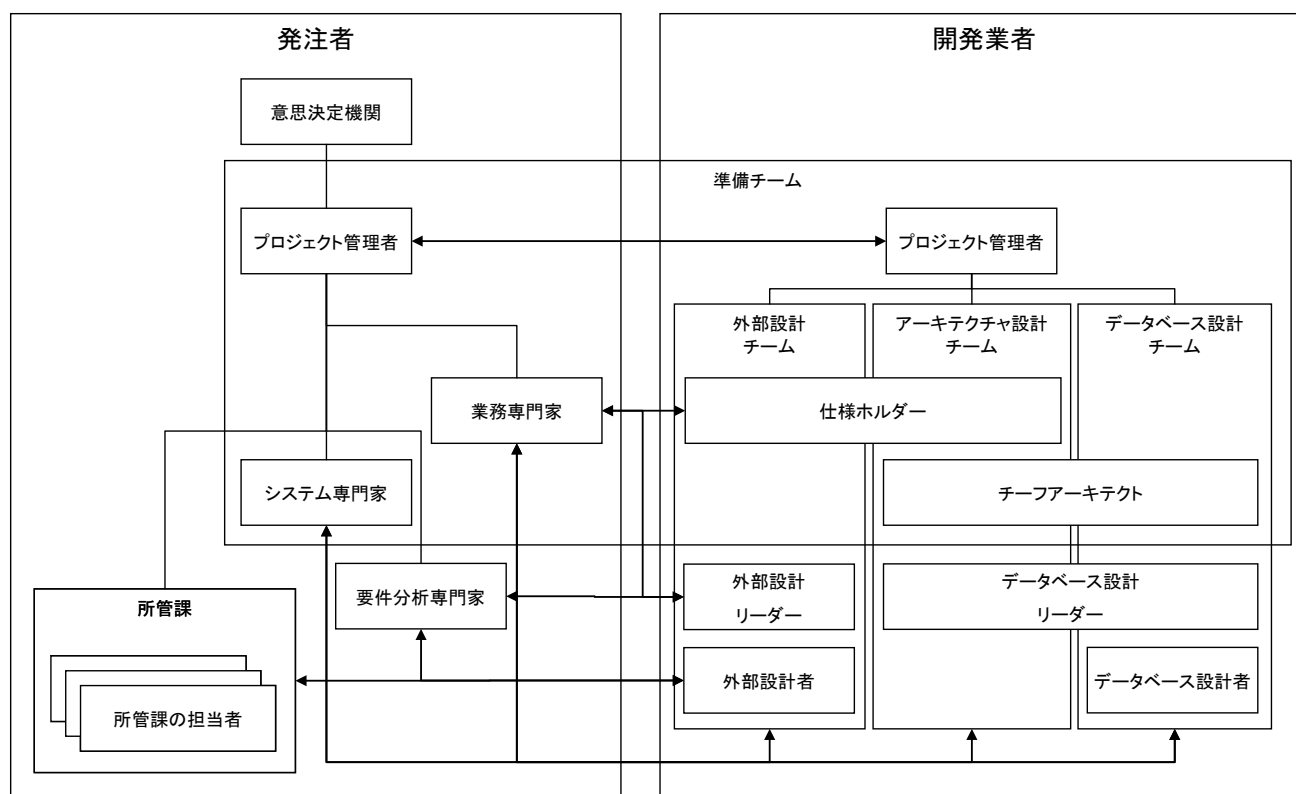 発注者
開発業者
意思決定機関
準備チーム
プロジェクト管理者
プロジェクト管理者
外部設計
チーム
アーキテクチャ設計
チーム
データベース設計
チーム
業務専門家
仕様ホルダー
システム専門家
チーフアーキテクト
要件分析専門家
外部設計
リーダー
データベース設計
リーダー
所管課
所管課の担当者
外部設計者
データベース設計者